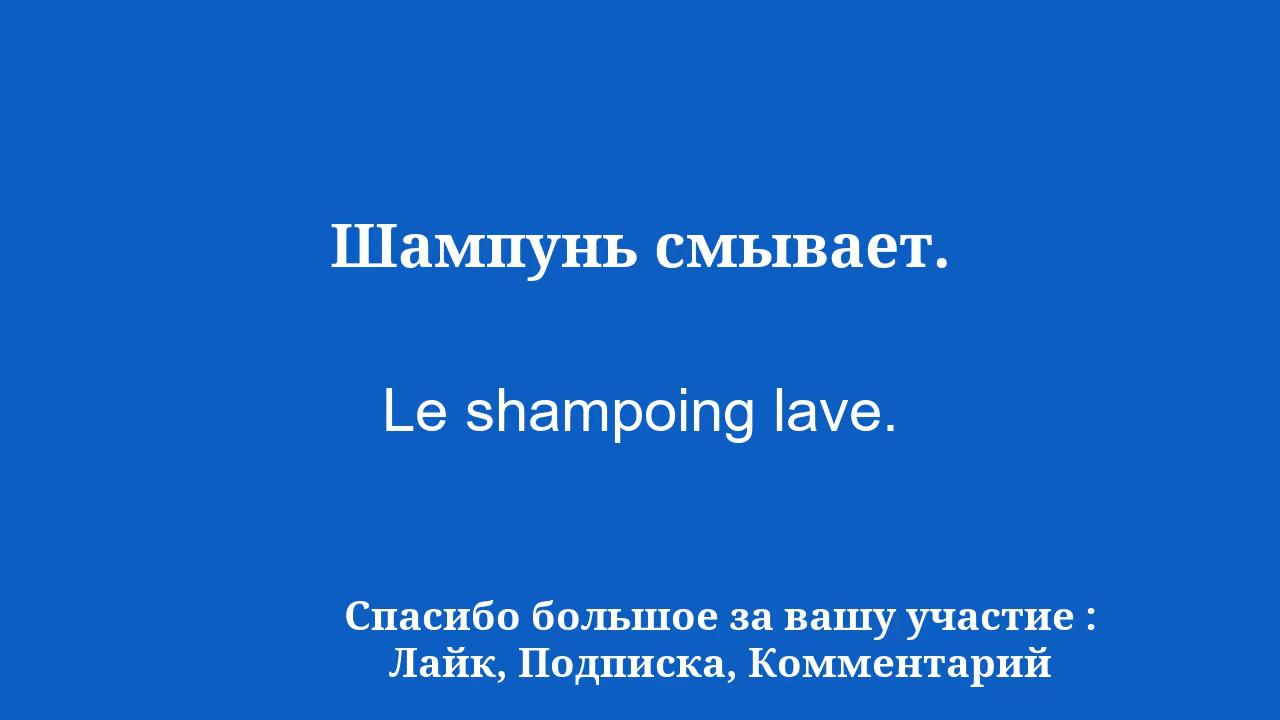 Шампунь смывает.
Le shampoing lave.
Спасибо большое за вашу участие :
Лайк, Подписка, Комментарий